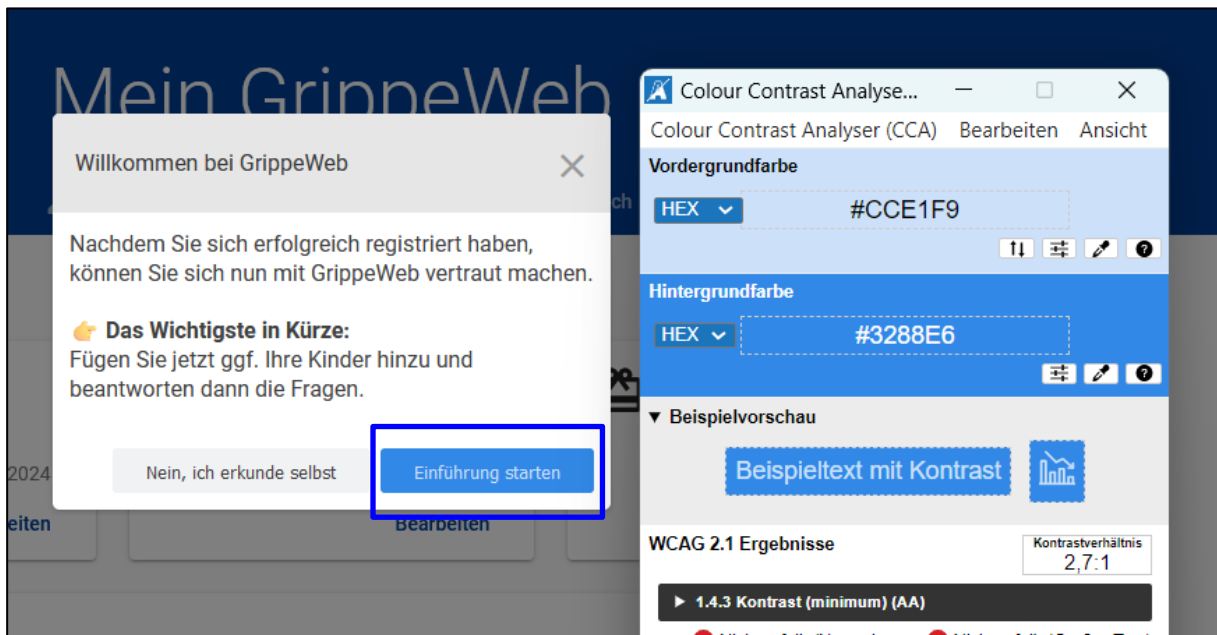 Mein GrippeWeb
Willkommen bei GrippeWeb
ch
Nachdem Sie sich erfolgreich registriert haben,
können Sie sich nun mit GrippeWeb vertraut machen.
Das Wichtigste in Kürze:
Fügen Sie jetzt ggf. Ihre Kinder hinzu und
beantworten dann die Fragen.
2024
Nein, ich erkunde selbst
Einführung starten
eiten
Bearbeiten
Colour Contrast Analyse...
Colour Contrast Analyser (CCA) Bearbeiten Ansicht
Vordergrundfarbe
HEX #CCE1F9
Hintergrundfarbe
HEX #3288E6
Beispielvorschau
Beispieltext mit Kontrast
WCAG 2.1 Ergebnisse
Kontrastverhältnis
2,7:1
1.4.3 Kontrast (minimum) (AA)